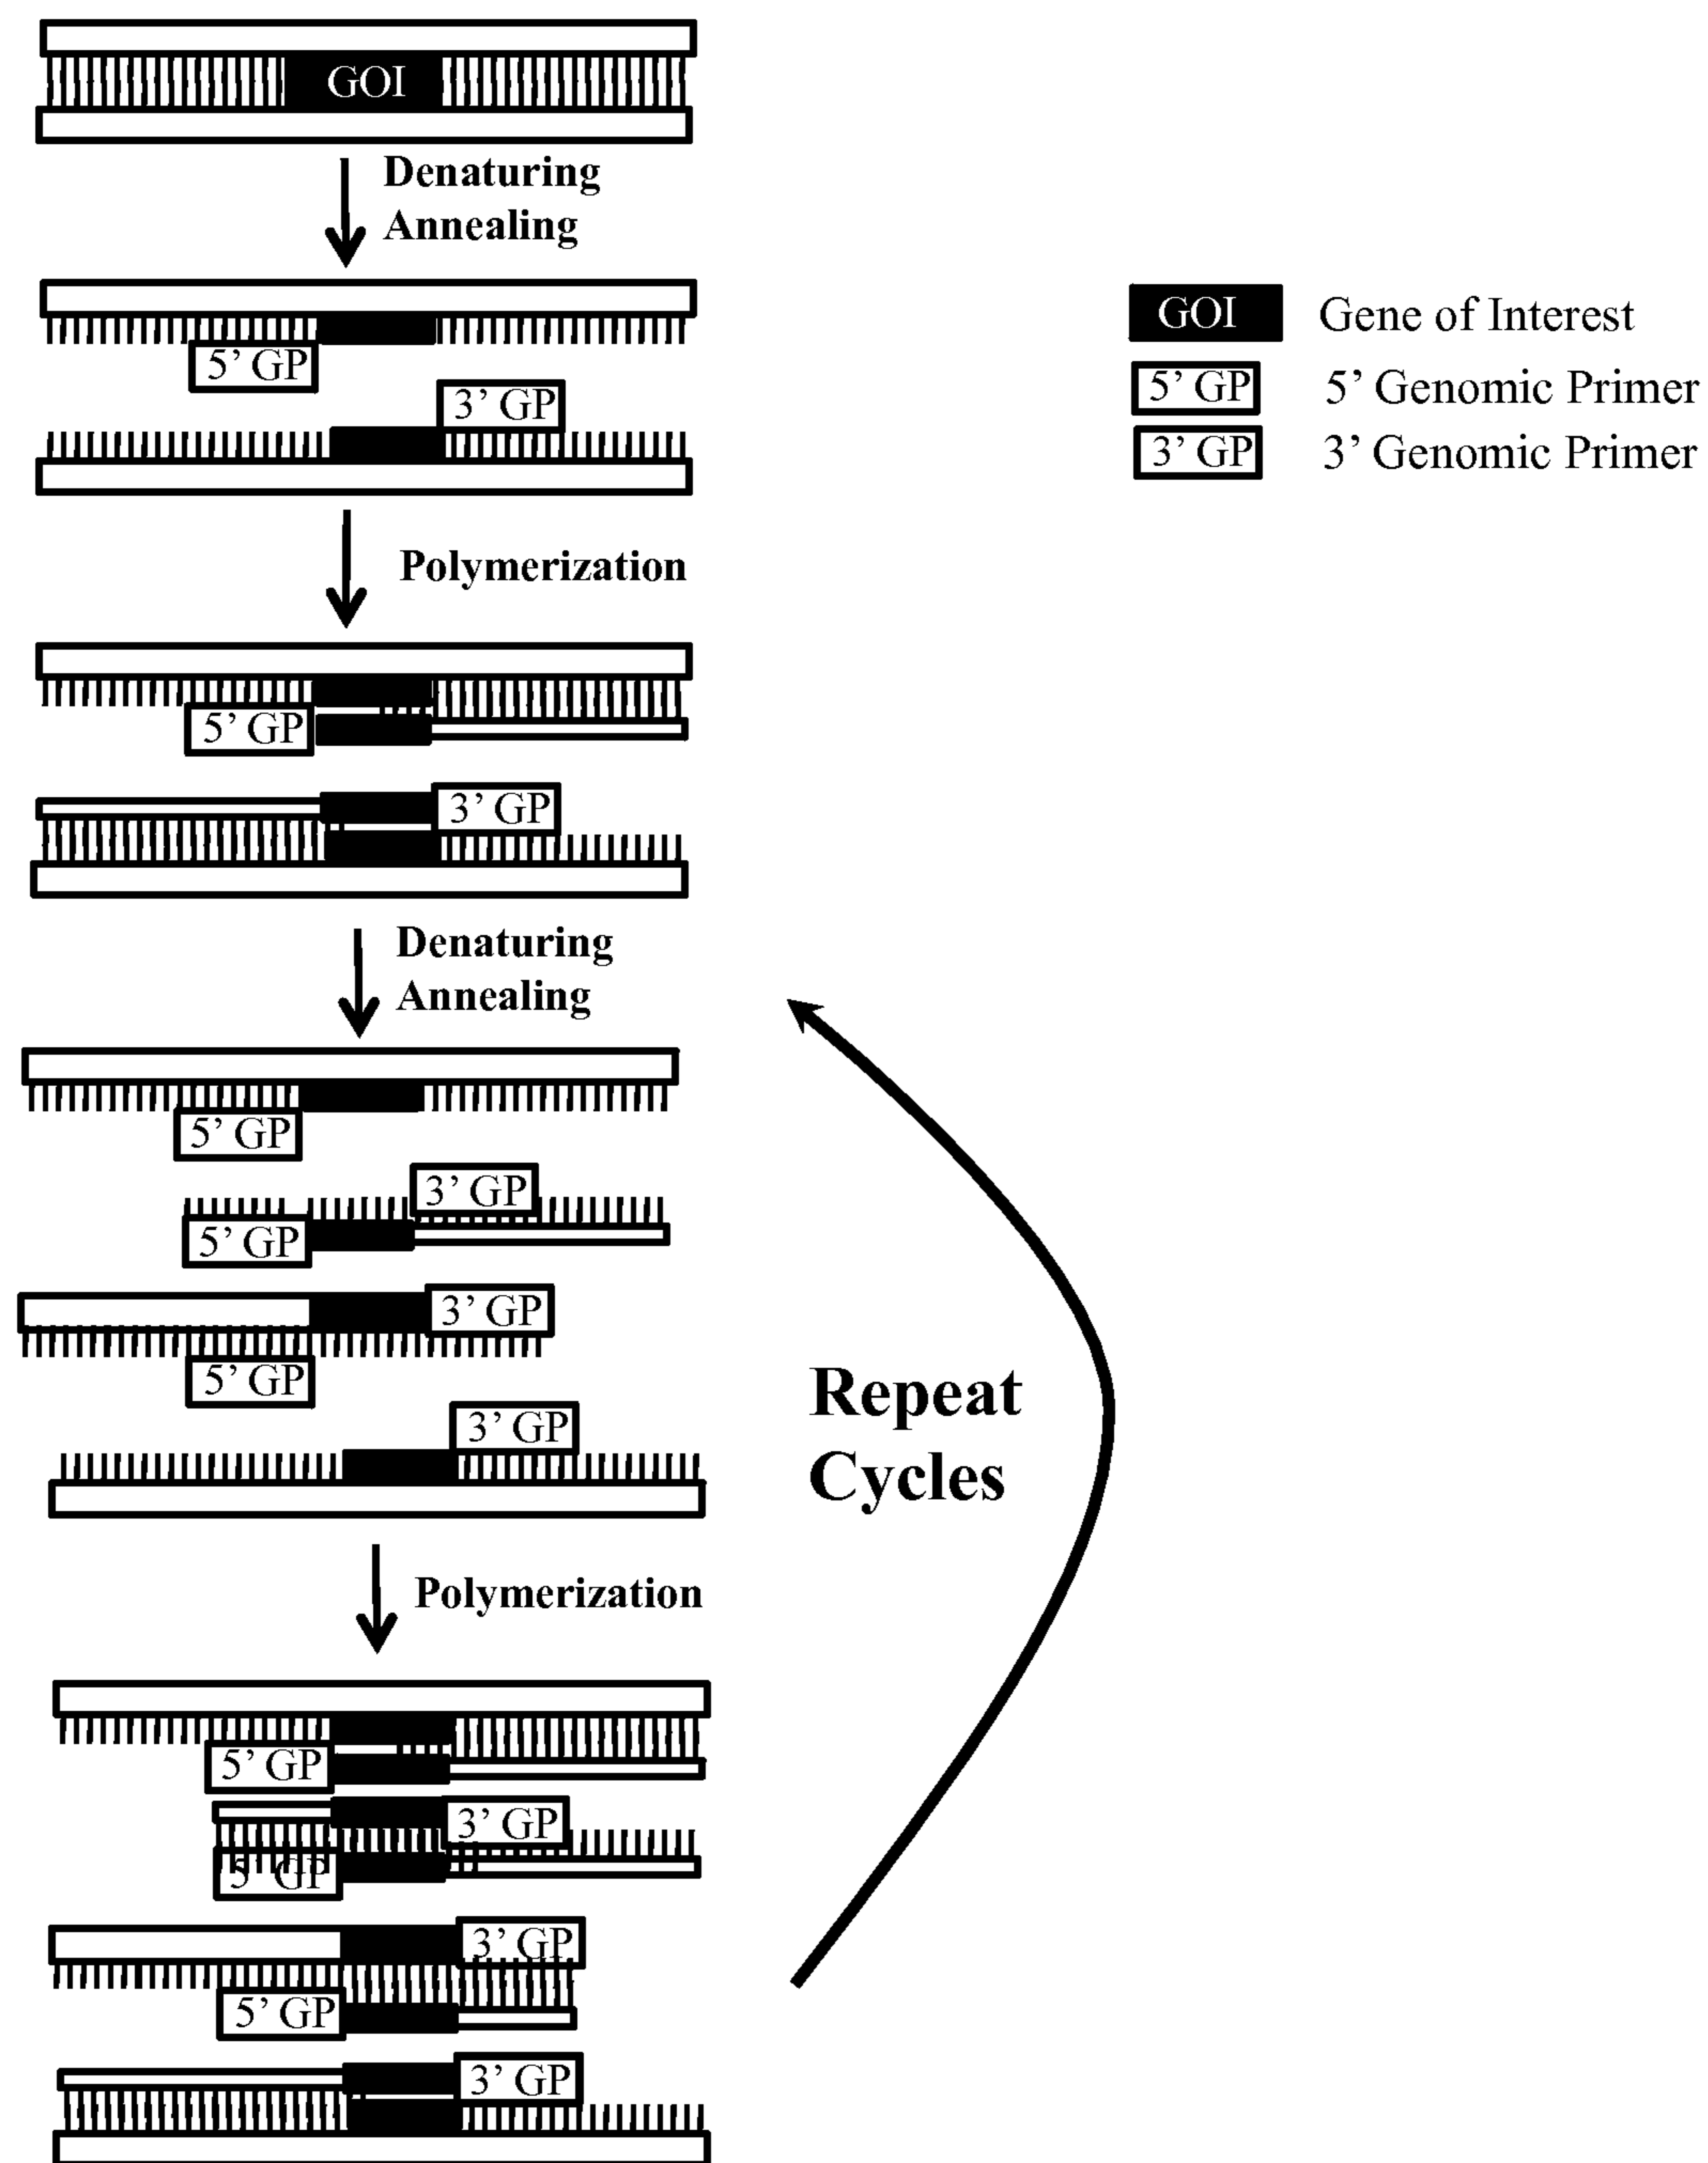 GOI
Denaturing
Annealing
5’ GP
3’ GP
GOI Gene of Interest
5’ GP 5’ Genomic Primer
3’ GP 3’ Genomic Primer
Polymerization
5’ GP
3’ GP
Denaturing
Annealing
5’ GP
3’ GP
5’ GP
3’ GP
5’ GP
3’ GP
Repeat
Cycles
Polymerization
5’ GP
3’ GP
5’ GP
3’ GP
5’ GP
3’ GP